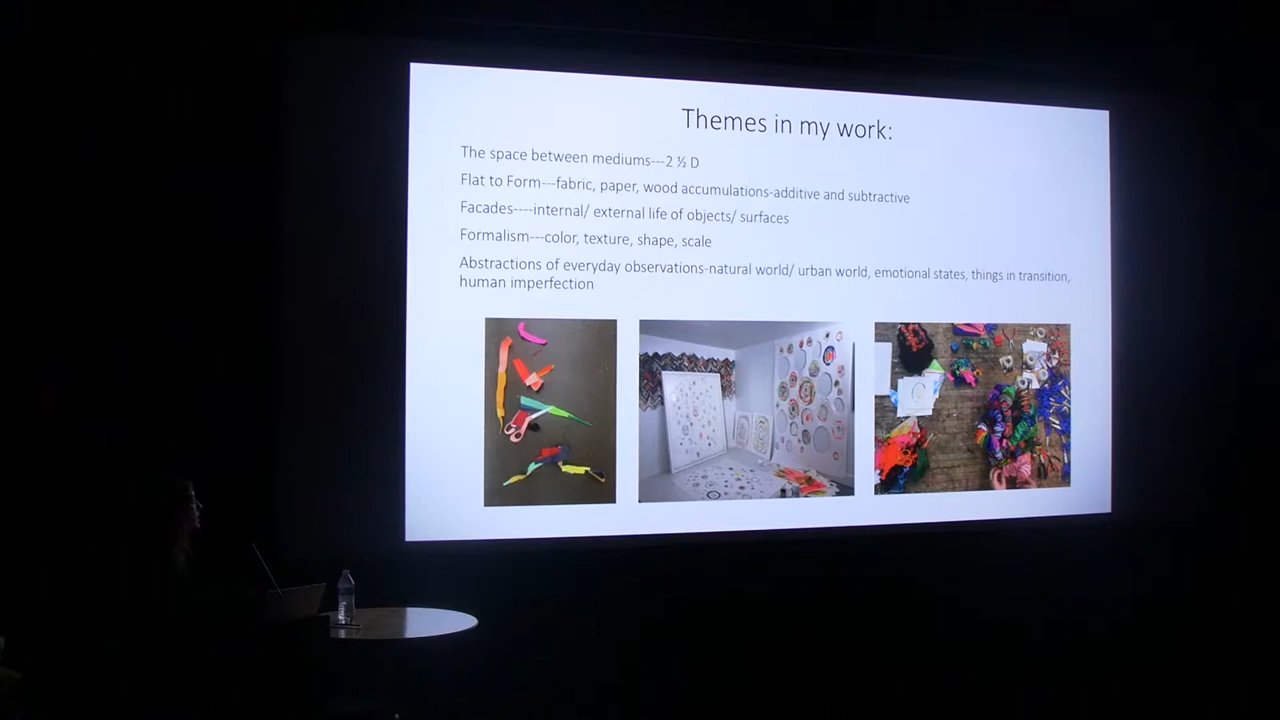 Themes in my work:
The space between mediums---2 ½ D
Flat to Form---fabric, paper, wood accumulations-additive and subtractive
Facades----internal/ external life of objects/ surfaces
Formalism---color, texture, shape, scale
Abstractions of everyday observations-natural world/ urban world, emotional states, things in transition,
human imperfection